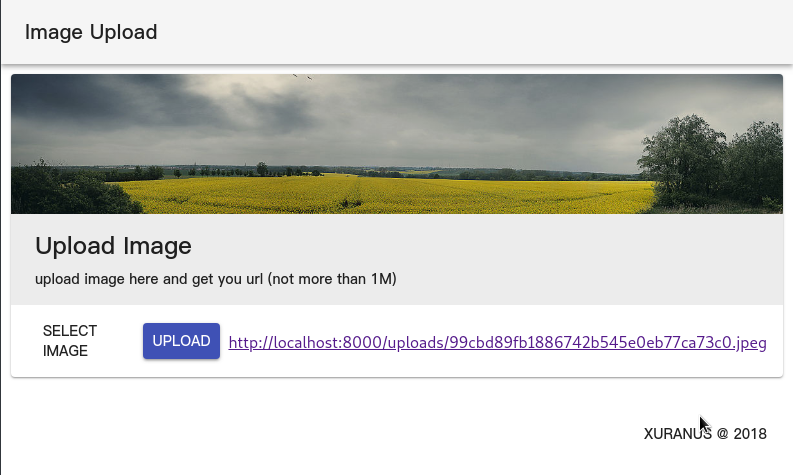 Image Upload
Upload Image
upload image here and get you url (not more than 1M)
SELECT
IMAGE
UPLOAD
http://localhost:8000/uploads/99cbd89fb1886742b545e0eb77ca73c0.jpeg
XURANUS @ 2018